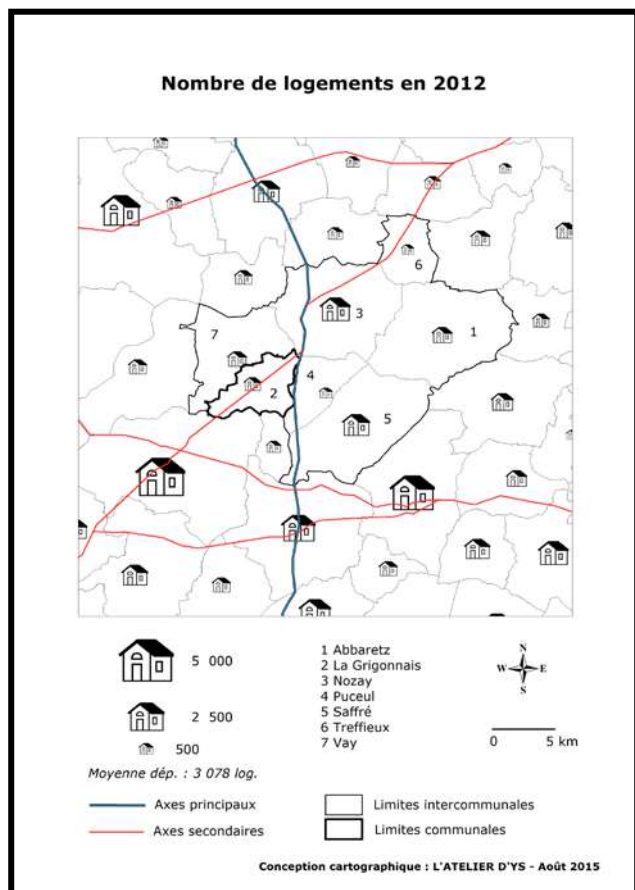 Nombre de logements en 2012
6
3
1
7
4
2
5
5 000
2 500
500
Moyenne dép. : 3 078 log.
1 Abbaretz
2 La Grigonnais
3 Nozay
4 Puceul
5 Saffré
6 Treffieux
7 Vay
N
W E
S
0 5 km
Axes principaux
Axes secondaires
Limites intercommunales
Limites communales
Conception cartographique : L'ATELIER D'YS - Août 2015